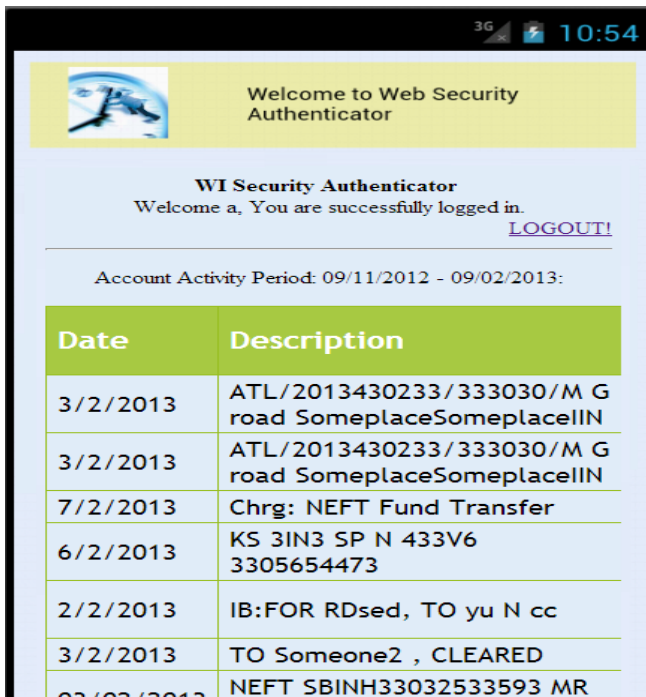 3G 10:54
Welcome to Web Security
Authenticator
WI Security Authenticator
Welcome a, You are successfully logged in.
LOGOUT!
Account Activity Period: 09/11/2012 - 09/02/2013:
Date Description
3/2/2013 ATL/2013430233/333030/M G
road SomeplaceSomeplaceIIN
3/2/2013 ATL/2013430233/333030/M G
road SomeplaceSomeplaceIIN
7/2/2013 Chrg: NEFT Fund Transfer
6/2/2013 KS 3IN3 SP N 433V6
3305654473
2/2/2013 IB:FOR RDsed, TO yu N cc
3/2/2013 TO Someone2 , CLEARED
03/02/2013 NEFT SBINH33032533593 MR